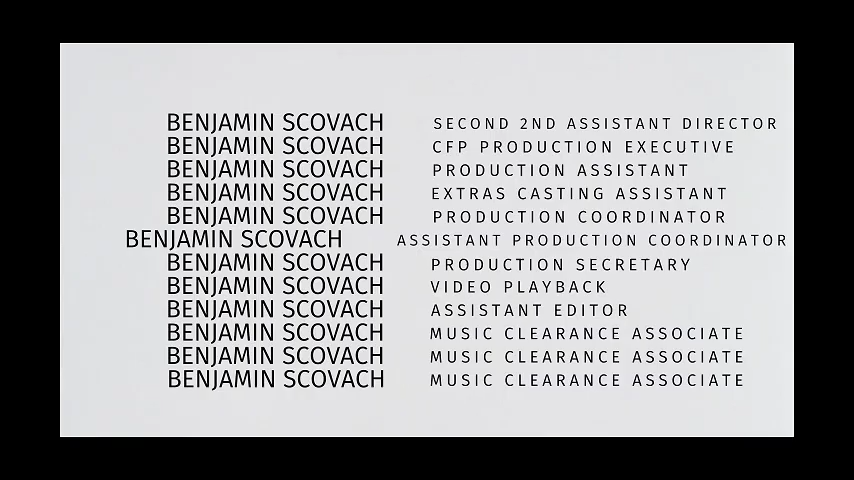 BENJAMIN SCOVACH SECOND 2ND ASSISTANT DIRECTOR
BENJAMIN SCOVACH CFP PRODUCTION EXECUTIVE
BENJAMIN SCOVACH PRODUCTION ASSISTANT
BENJAMIN SCOVACH EXTRAS CASTING ASSISTANT
BENJAMIN SCOVACH PRODUCTION COORDINATOR
BENJAMIN SCOVACH ASSISTANT PRODUCTION COORDINATOR
BENJAMIN SCOVACH PRODUCTION SECRETARY
BENJAMIN SCOVACH VIDEO PLAYBACK
BENJAMIN SCOVACH ASSISTANT EDITOR
BENJAMIN SCOVACH MUSIC CLEARANCE ASSOCIATE
BENJAMIN SCOVACH MUSIC CLEARANCE ASSOCIATE
BENJAMIN SCOVACH MUSIC CLEARANCE ASSOCIATE